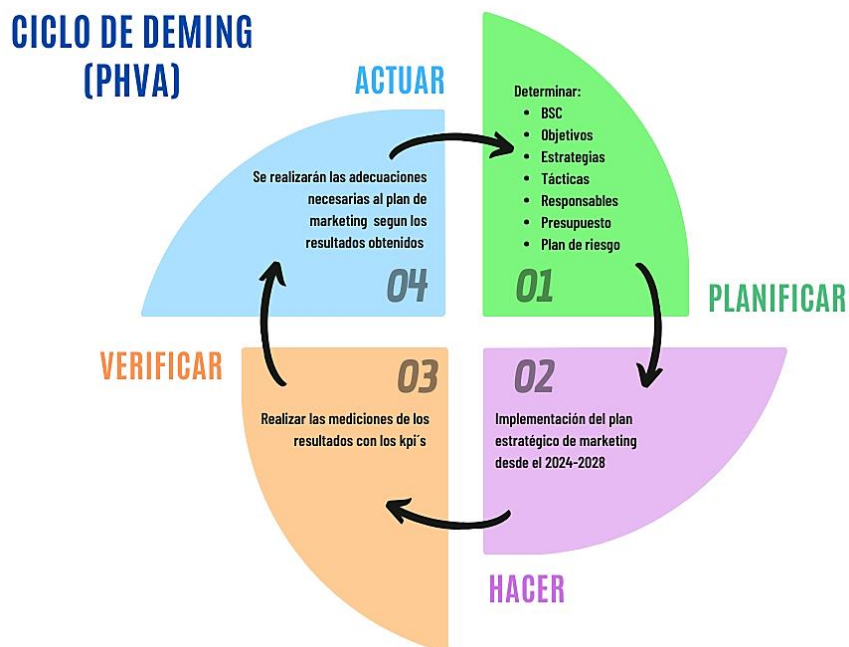 CICLO DE DEMING
(PHVA)
ACTUAR
Se realizarán las adecuaciones
necesarias al plan de
marketing segun los
resultados obtenidos
04
Determinar:
• BSC
• Objetivos
• Estrategias
• Tácticas
• Responsables
• Presupuesto
• Plan de riesgo
01
PLANIFICAR
VERIFICAR
03
Realizar las mediciones de los
resultados con los kpi´s
02
Implementación del plan
estratégico de marketing
desde el 2024-2028
HACER